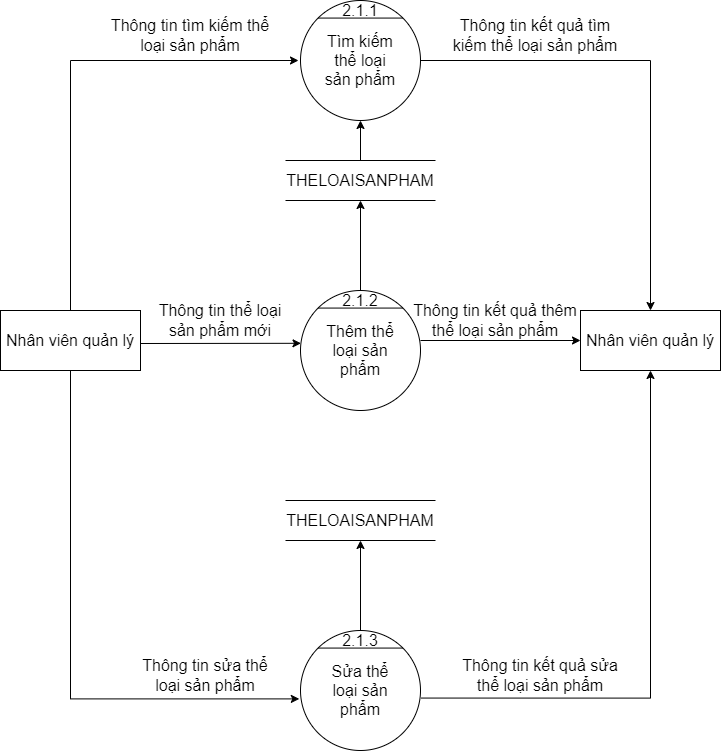 2.1.1
Thông tin tìm kiếm thể
loại sản phẩm
Tìm kiếm
thể loại
sản phẩm
Thông tin kết quả tìm
kiếm thể loại sản phẩm
THELOAISANPHAM
2.1.2
Thông tin thể loại
sản phẩm mới
Thêm thể
loại sản
phẩm
Thông tin kết quả thêm
thể loại sản phẩm
Nhân viên quản lý
Nhân viên quản lý
THELOAISANPHAM
2.1.3
Thông tin sửa thể
loại sản phẩm
Sửa thể
loại sản
phẩm
Thông tin kết quả sửa
thể loại sản phẩm